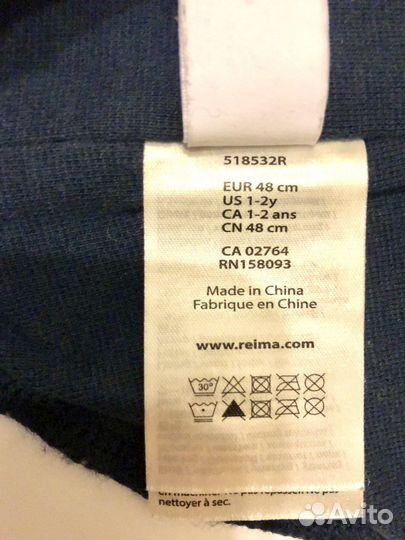 518532R
EUR 48 cm
US 1-2y
CA 1-2 ans
CN 48 cm
CA 02764
RN158093
Made in China
Fabrique en Chine
www.reima.com
30°
nettoyer à sec.
Avito